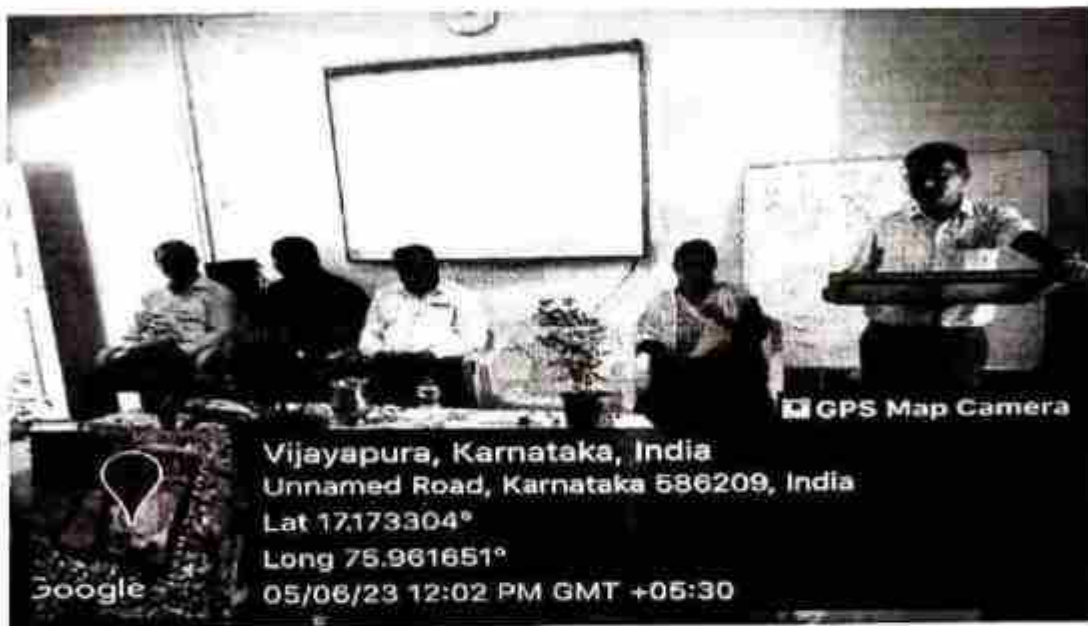 GPS Map Camera
Vijayapura, Karnataka, India
Unnamed Road, Karnataka 586209, India
Lat 17.173304°
Long 75.961651°
05/06/23 12:02 PM GMT +05:30
Google